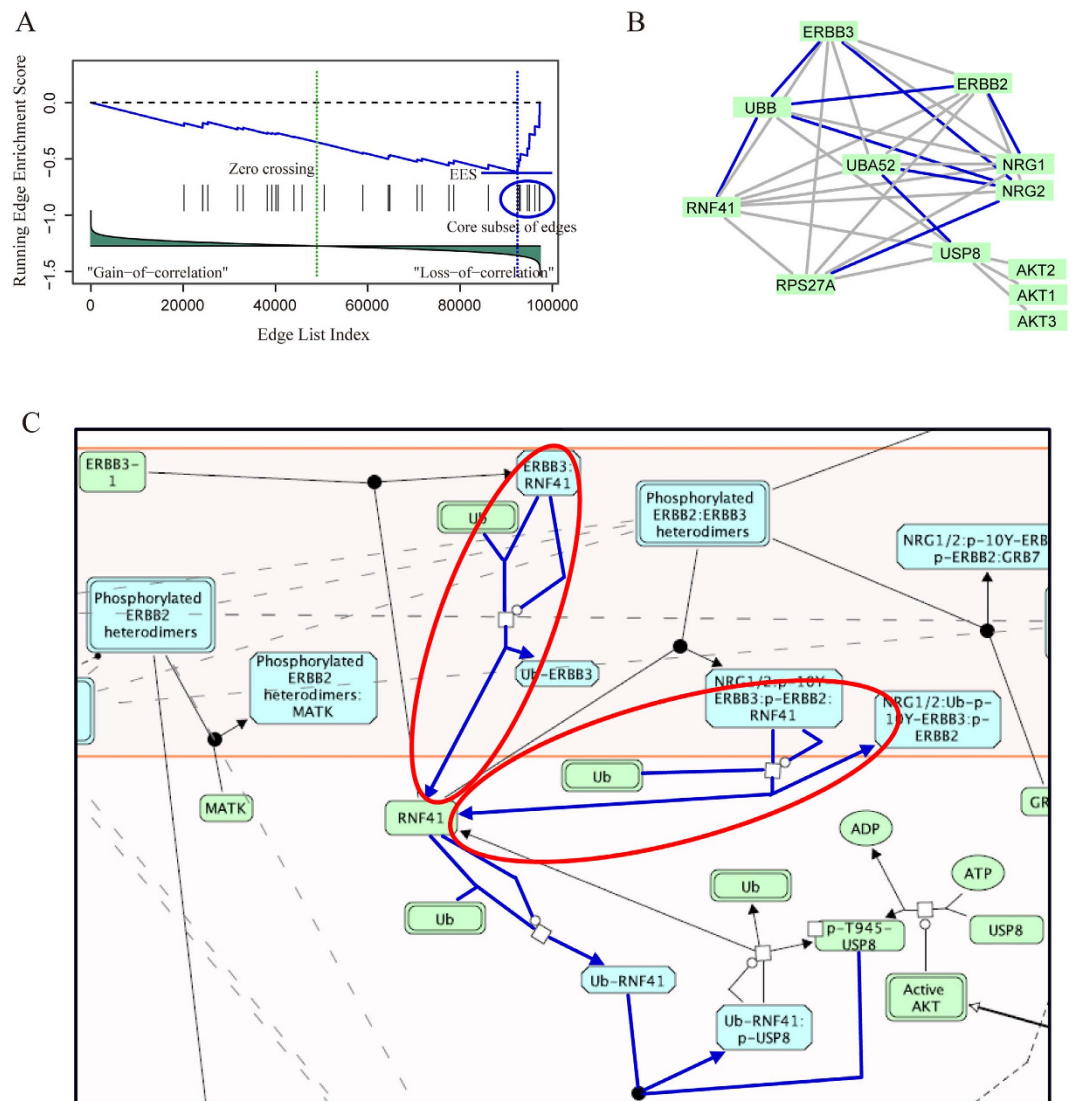 A
Running Edge Enrichment Score
0.0
-0.5
-1.0
-1.5
Zero crossing
EES
Core subset of edges
"Gain-of-correlation"
"Loss-of-correlation"
0
20000
40000
60000
80000
100000
Edge List Index
B
ERBB3
ERBB2
UBB
UBA52
NRG1
NRG2
RNF41
USP8
RPS27A
AKT2
AKT1
AKT3
C
ERBB3-
1
ERBB3:
RNF41
Ub
Phosphorylated
ERBB2:ERBB3
heterodimers
NRG1/2:p-10Y-ERB
p-ERBB2:GRB7
Phosphorylated
ERBB2
heterodimers
Phosphorylated
ERBB2
heterodimers:
MATK
Ub-ERBB3
NRG1/2:p-10Y-
ERBB3:p-ERBB2:
RNF41
NRG1/2:Ub-p-
10Y-ERBB3:p-
ERBB2
Ub
MATK
RNF41
GR
ADP
ATP
Ub
Ub
p-T945-
USP8
USP8
Ub-RNF41
Active
AKT
Ub-RNF41:
p-USP8